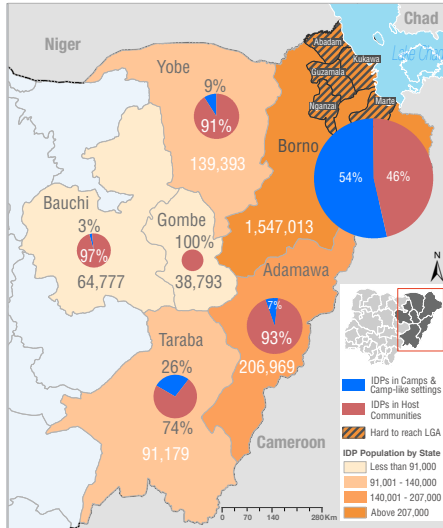 Chad
Niger
Abadam
Lake Chad
Kukawa
Guzamala
Yobe
9%
91%
139,393
Nganzai
Marte
Borno
54%
46%
Bauchi
3%
97%
64,777
Gombe
100%
38,793
1,547,013
Adamawa
7%
93%
206,969
N
Taraba
26%
74%
91,179
Cameroon
IDPs in Camps &
Camp-like settings
IDPs in Host
Communities
Hard to reach LGA
IDP Population by State
Less than 91,000
91,001 - 140,000
140,001 - 207,000
Above 207,000
0 70 140 280 Km